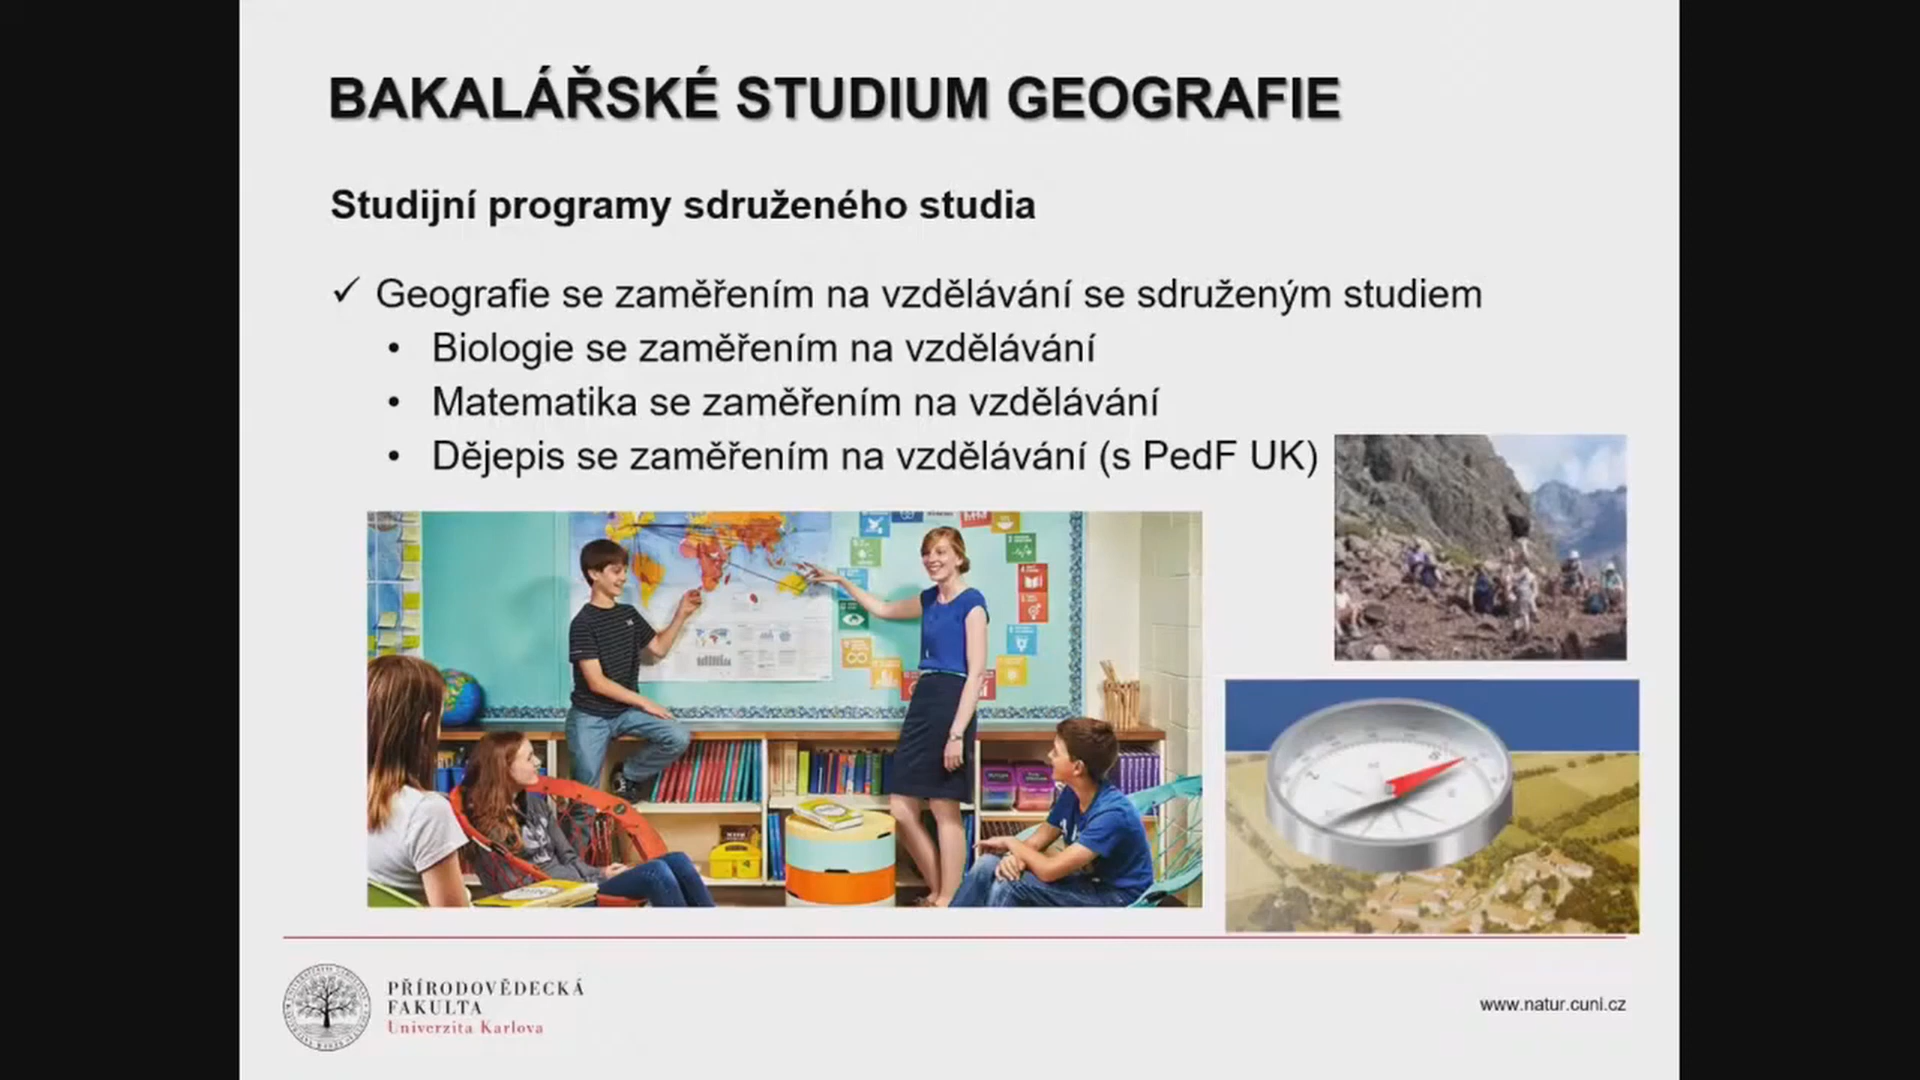 BAKALÁŘSKÉ STUDIUM GEOGRAFIE
Studijní programy sdruženého studia
✓ Geografie se zaměřením na vzdělávání se sdruženým studiem
• Biologie se zaměřením na vzdělávání
• Matematika se zaměřením na vzdělávání
• Dějepis se zaměřením na vzdělávání (s PedF UK)
PŘÍRODOVĚDECKÁ
FAKULTA
Univerzita Karlova
www.natur.cuni.cz